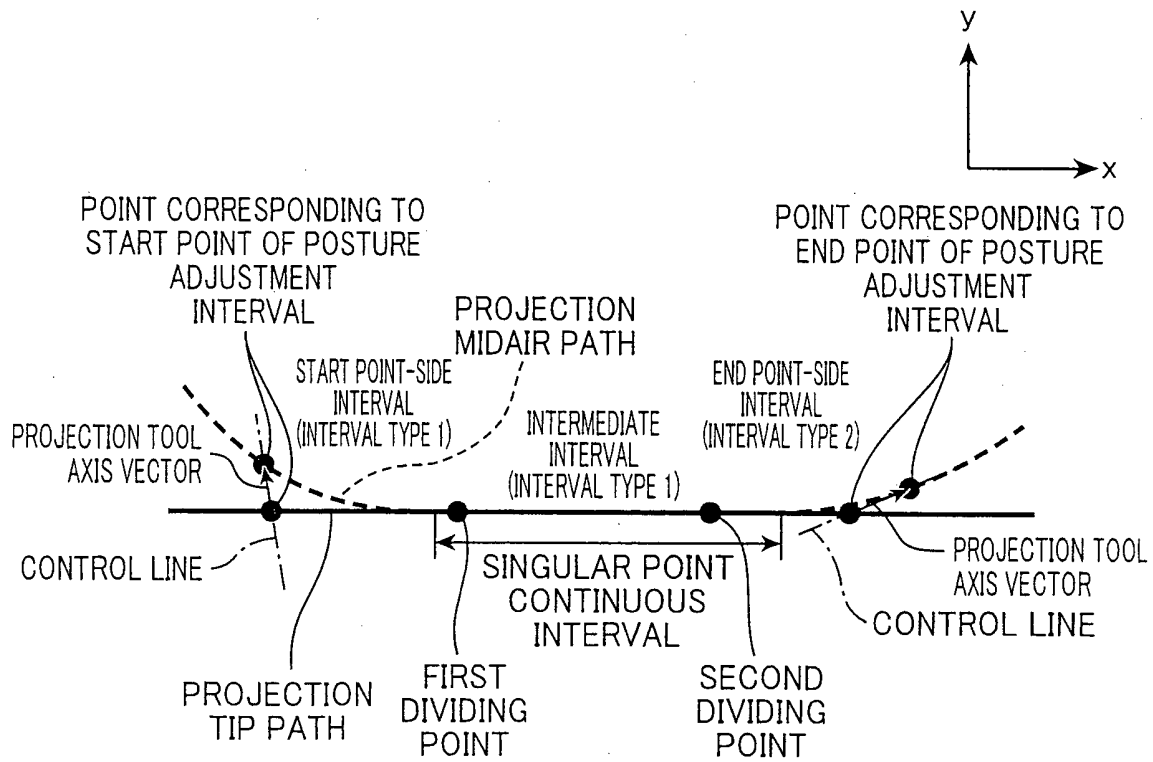 y
x
POINT CORRESPONDING TO
START POINT OF POSTURE
ADJUSTMENT
INTERVAL
POINT CORRESPONDING TO
END POINT OF POSTURE
ADJUSTMENT
INTERVAL
PROJECTION
MIDAIR PATH
START POINT-SIDE
INTERVAL
(INTERVAL TYPE 1)
END POINT-SIDE
INTERVAL
(INTERVAL TYPE 2)
INTERMEDIATE
INTERVAL
(INTERVAL TYPE 1)
PROJECTION TOOL
AXIS VECTOR
CONTROL LINE
SINGULAR POINT
CONTINUOUS
INTERVAL
PROJECTION TOOL
AXIS VECTOR
CONTROL LINE
PROJECTION
TIP PATH
FIRST
DIVIDING
POINT
SECOND
DIVIDING
POINT